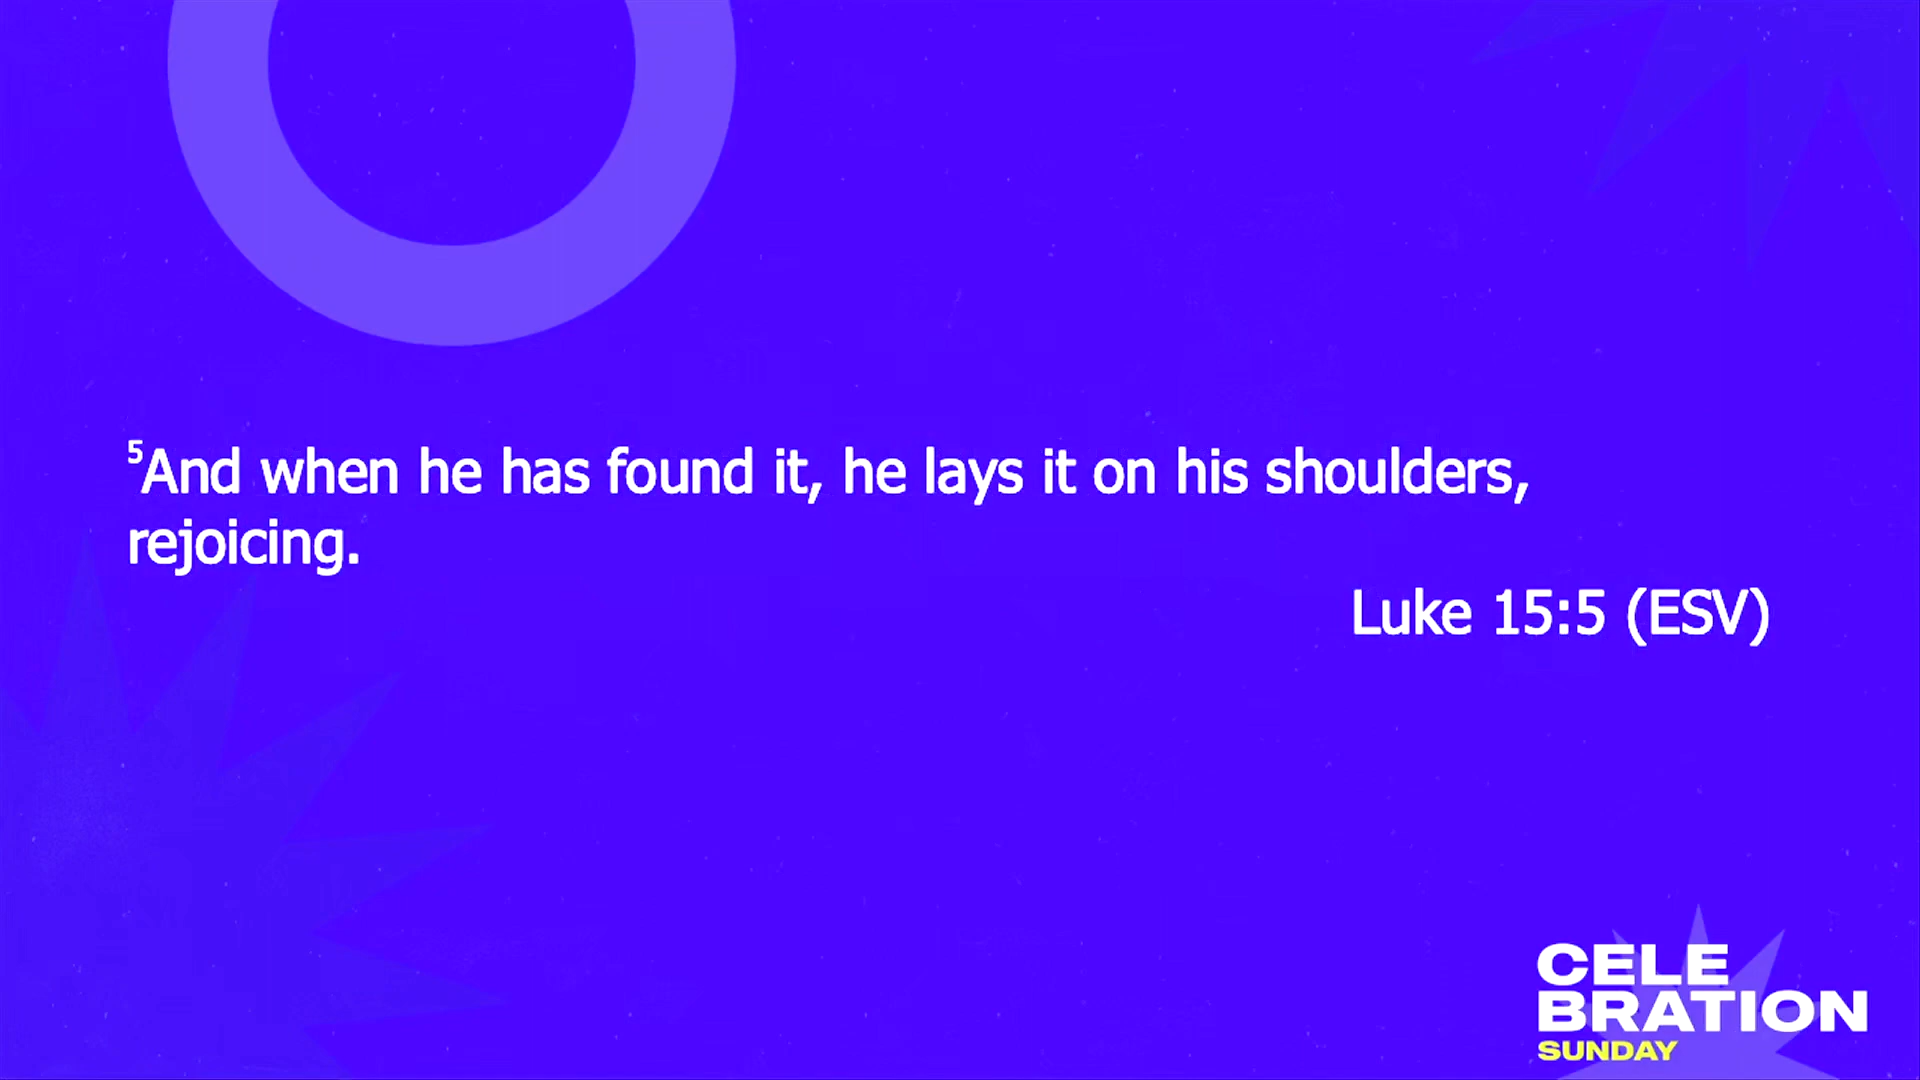 ⁵And when he has found it, he lays it on his shoulders,
rejoicing.
Luke 15:5 (ESV)
CELE
BRATION
SUNDAY